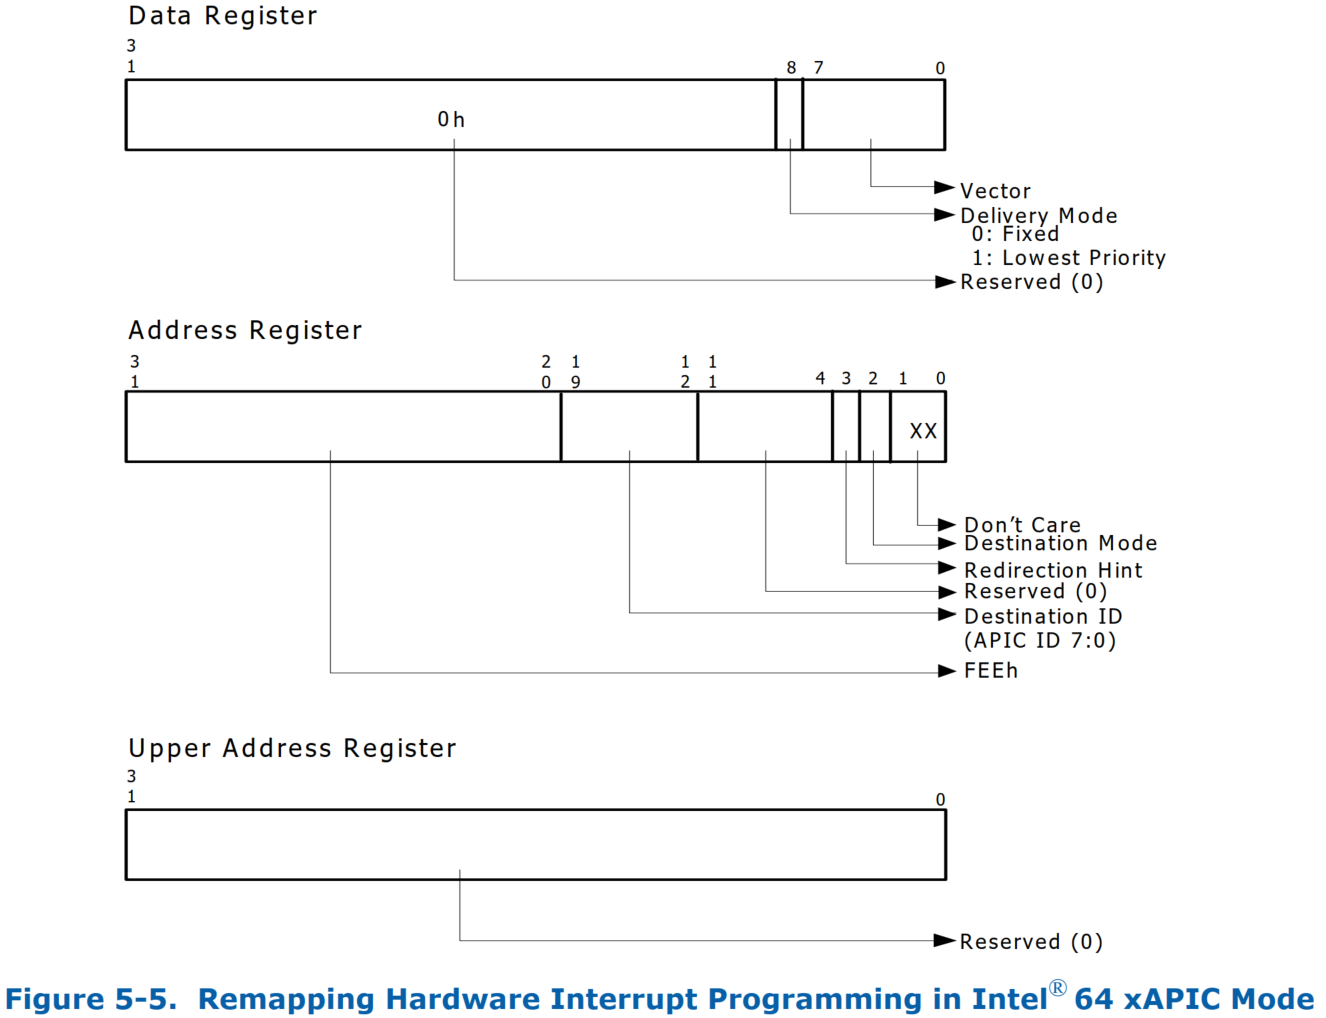 Data Register
3
1
8 7 0
0h
Vector
Delivery Mode
0: Fixed
1: Lowest Priority
Reserved (0)
Address Register
3 2 1 1 1
1 0 9 2 1 4 3 2 1 0
XX
Don't Care
Destination Mode
Redirection Hint
Reserved (0)
Destination ID
(APIC ID 7:0)
FEEh
Upper Address Register
3
1 0
Reserved (0)
Figure 5-5. Remapping Hardware Interrupt Programming in Intel® 64 xAPIC Mode